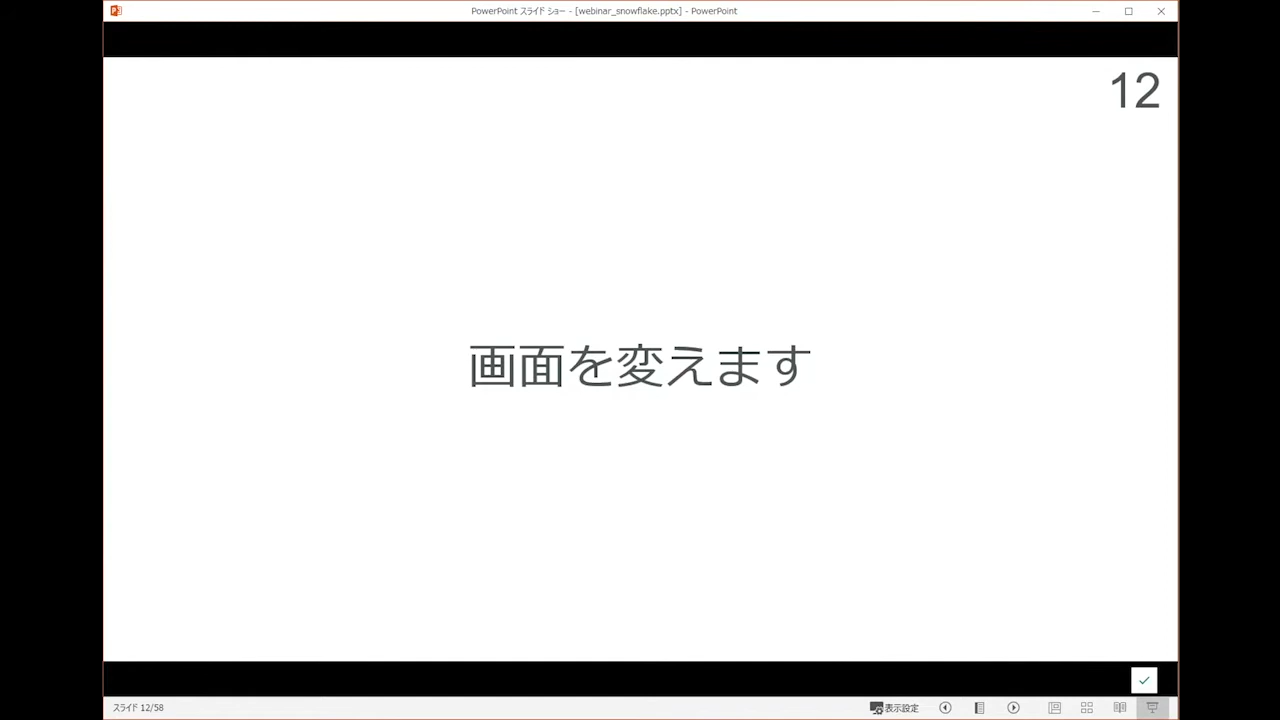 PowerPoint スライド ショー - [webinar_snowflake.pptx] - PowerPoint
12
画面を変えます
スライド 12/58
表示設定